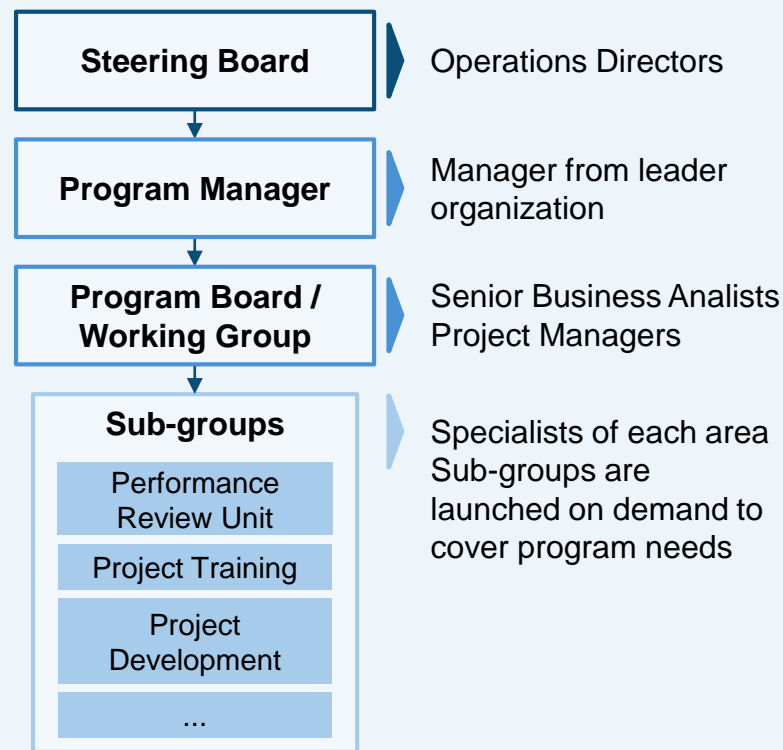 Steering Board
Operations Directors
Program Manager
Manager from leader
organization
Program Board /
Working Group
Senior Business Analists
Project Managers
Sub-groups
Performance
Review Unit
Project Training
Project
Development
...
Specialists of each area
Sub-groups are
launched on demand to
cover program needs